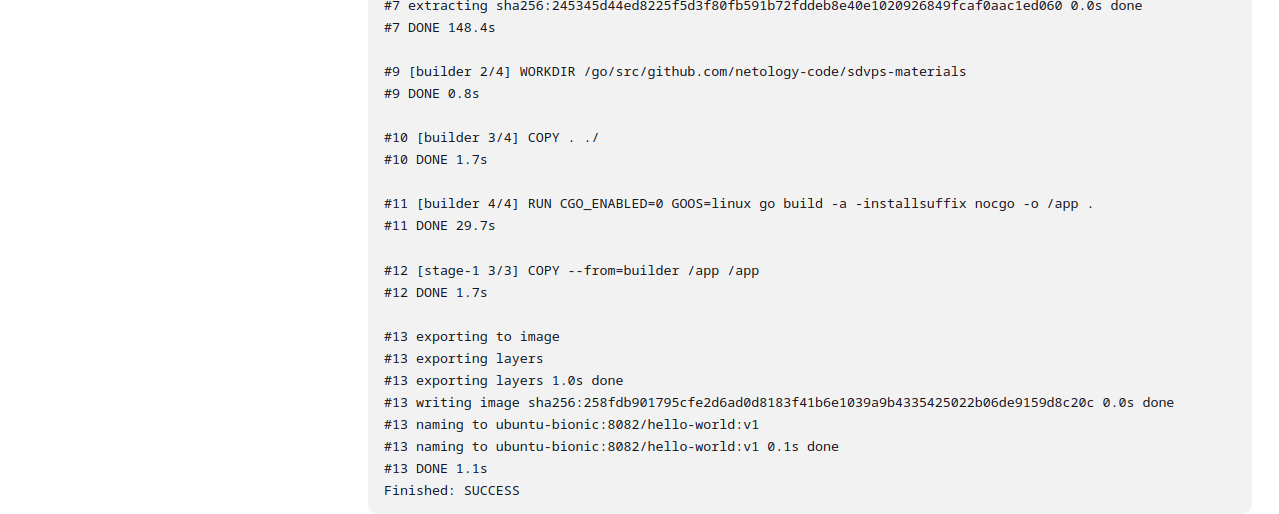 #7 extracting sha256:245345d44ed8225f5d3f80fb591b72fddeb8e40e1020926849fcaf0aac1ed060 0.0s done
#7 DONE 148.4s
#9 [builder 2/4] WORKDIR /go/src/github.com/netology-code/sdvps-materials
#9 DONE 0.8s
#10 [builder 3/4] COPY . ./
#10 DONE 1.7s
#11 [builder 4/4] RUN CGO_ENABLED=0 GOOS=linux go build -a -installsuffix nocgo -o /app .
#11 DONE 29.7s
#12 [stage-1 3/3] COPY --from=builder /app /app
#12 DONE 1.7s
#13 exporting to image
#13 exporting layers
#13 exporting layers 1.0s done
#13 writing image sha256:258fdb901795cfe2d6ad0d8183f41b6e1039a9b4335425022b06de9159d8c20c 0.0s done
#13 naming to ubuntu-bionic:8082/hello-world:v1
#13 naming to ubuntu-bionic:8082/hello-world:v1 0.1s done
#13 DONE 1.1s
Finished: SUCCESS